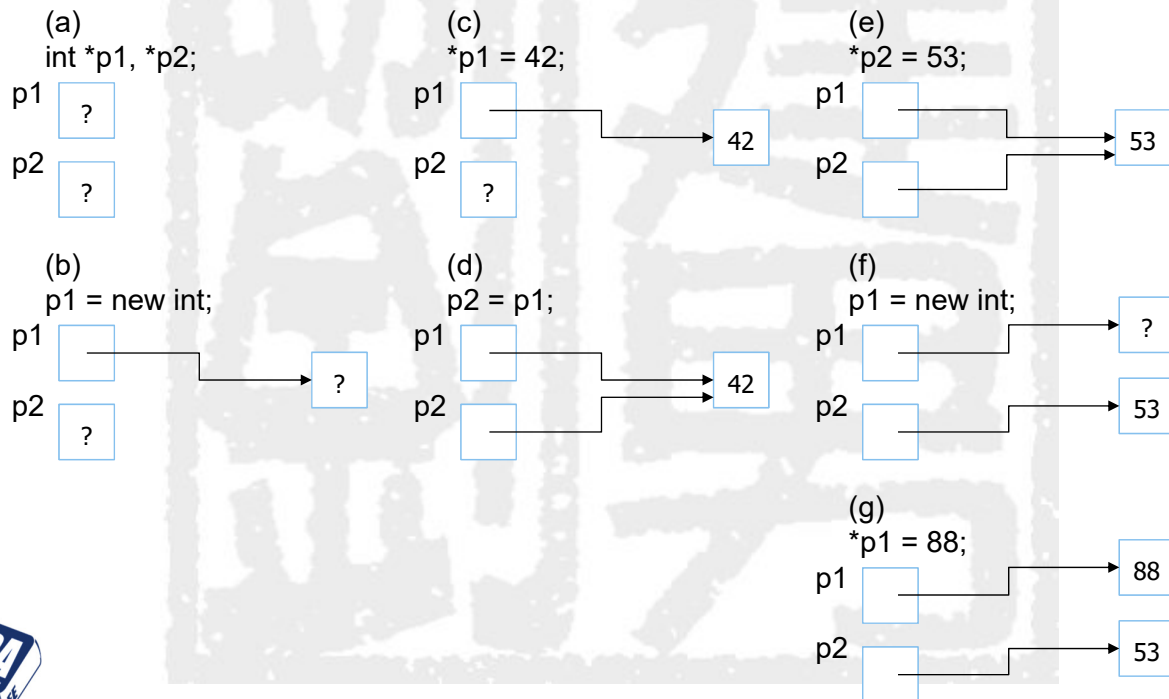 (a)
int *p1, *p2;
p1
?
p2
?
(b)
p1 = new int;
p1
?
p2
?
(c)
*p1 = 42;
p1
42
p2
?
(d)
p2 = p1;
p1
42
p2
(e)
*p2 = 53;
p1
53
p2
(f)
p1 = new int;
p1
?
p2
53
(g)
*p1 = 88;
p1
88
p2
53